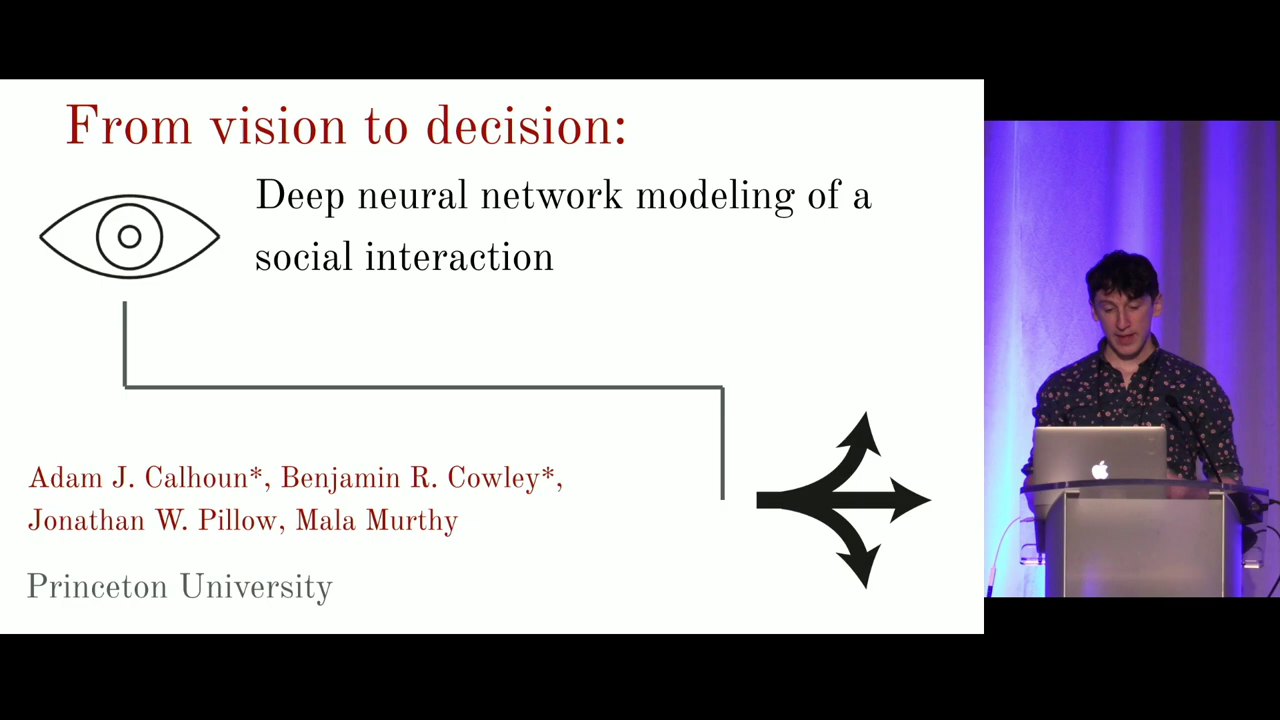 From vision to decision:
Deep neural network modeling of a
social interaction
Adam J. Calhoun*, Benjamin R. Cowley*,
Jonathan W. Pillow, Mala Murthy
Princeton University